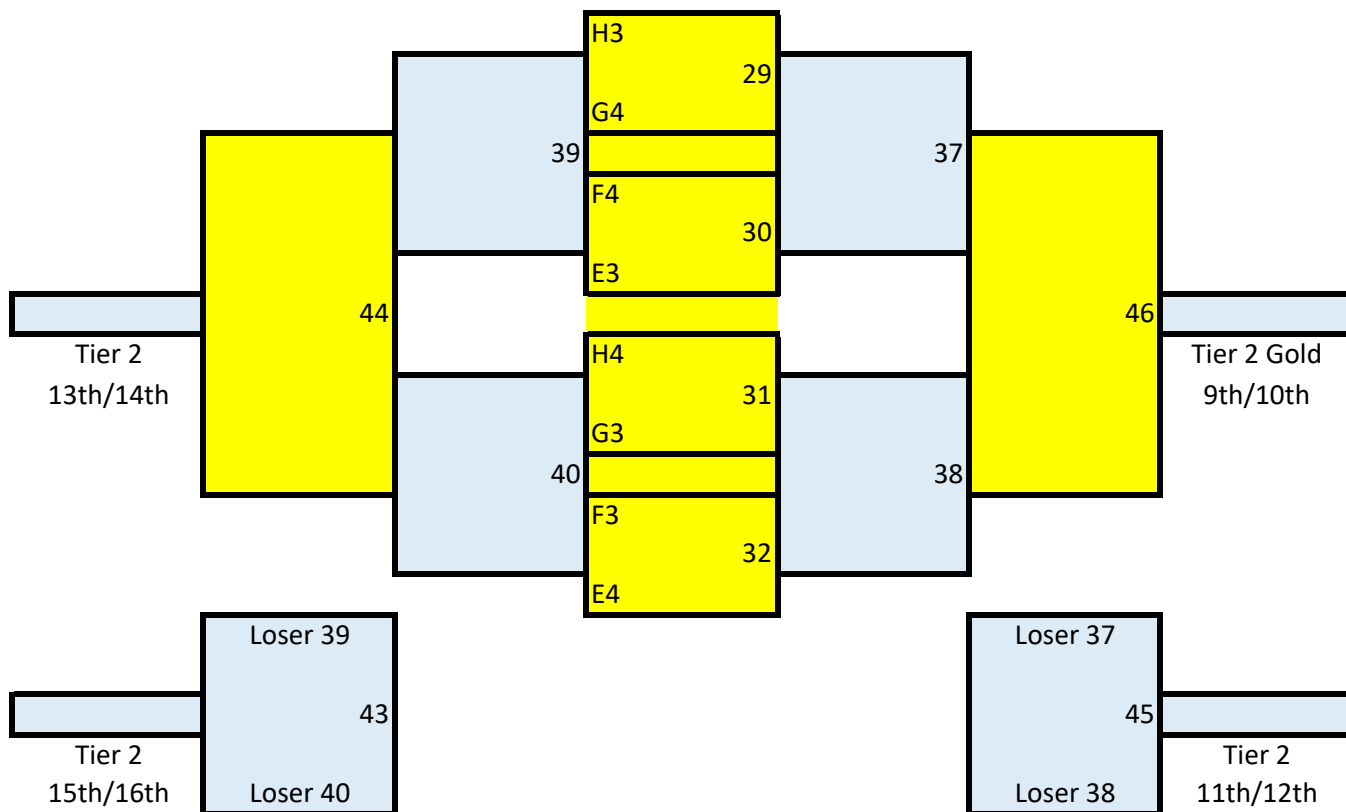 H3
29
G4
39
37
F4
30
E3
44
46
Tier 2
13th/14th
Tier 2 Gold
9th/10th
H4
31
G3
40
38
F3
32
E4
Loser 39
43
Loser 40
Tier 2
15th/16th
Loser 37
45
Loser 38
Tier 2
11th/12th